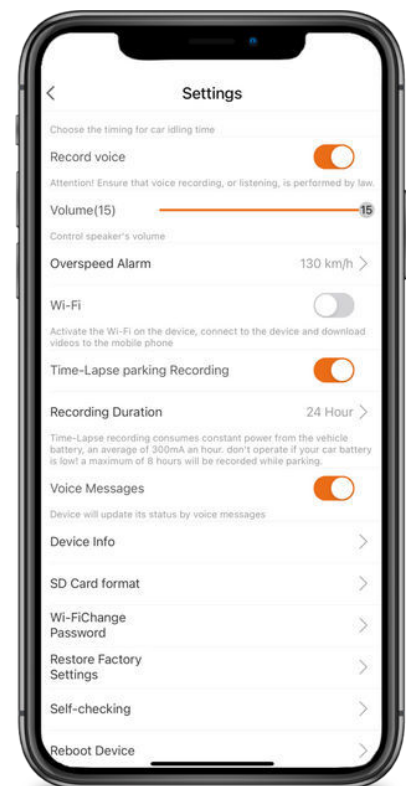 Settings
Choose the timing for car idling time
Record voice
Attention! Ensure that voice recording, or listening, is performed by law.
Volume(15)
15
Control speaker's volume
Overspeed Alarm
130 km/h
Wi-Fi
Activate the Wi-Fi on the device, connect to the device and download
videos to the mobile phone
Time-Lapse parking Recording
Recording Duration
24 Hour
Time-Lapse recording consumes constant power from the vehicle
battery, an average of 300mA an hour. don't operate if your car battery
is low! a maximum of 8 hours will be recorded while parking.
Voice Messages
Device will update its status by voice messages
Device Info
SD Card format
Wi-FiChange
Password
Restore Factory
Settings
Self-checking
Reboot Device